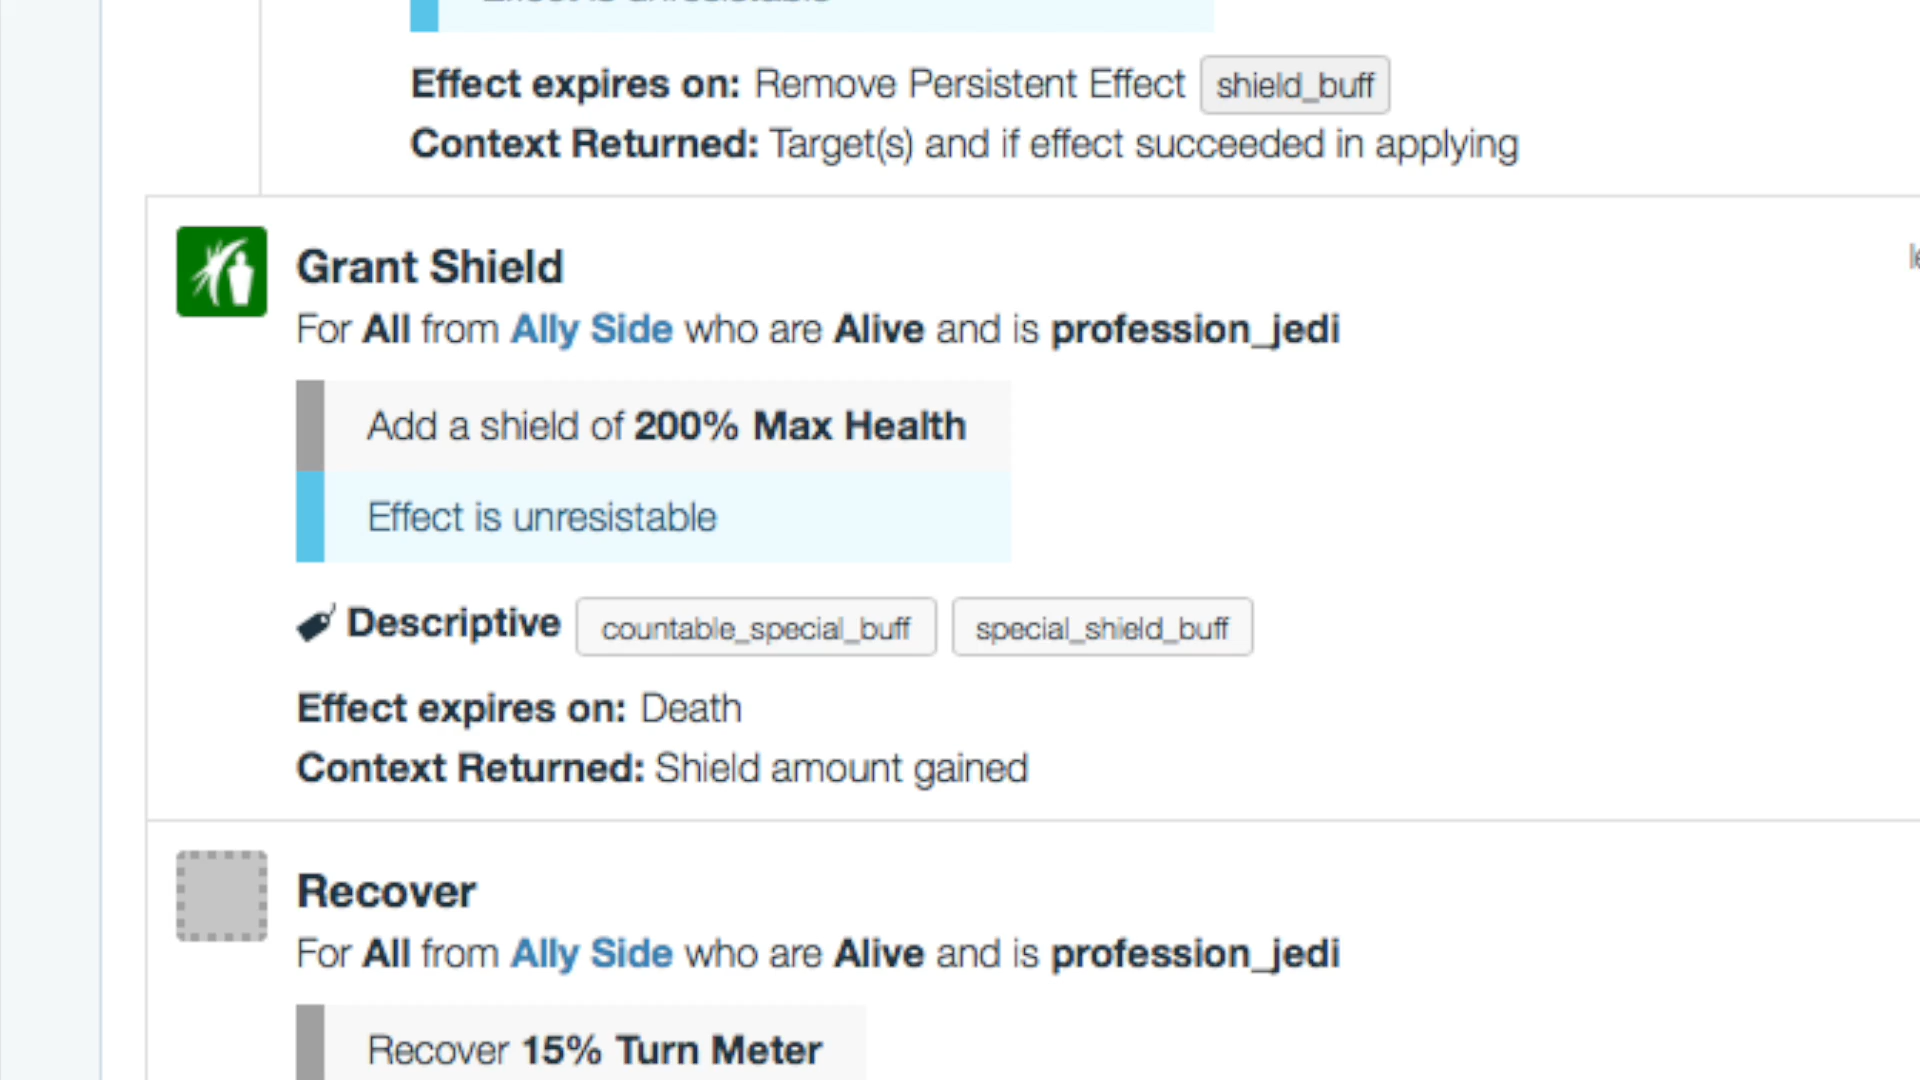 Effect is unresistable
Effect expires on: Remove Persistent Effect shield_buff
Context Returned: Target(s) and if effect succeeded in applying
Grant Shield
For All from Ally Side who are Alive and is profession_jedi
Add a shield of 200% Max Health
Effect is unresistable
Descriptive countable_special_buff special_shield_buff
Effect expires on: Death
Context Returned: Shield amount gained
Recover
For All from Ally Side who are Alive and is profession_jedi
Recover 15% Turn Meter